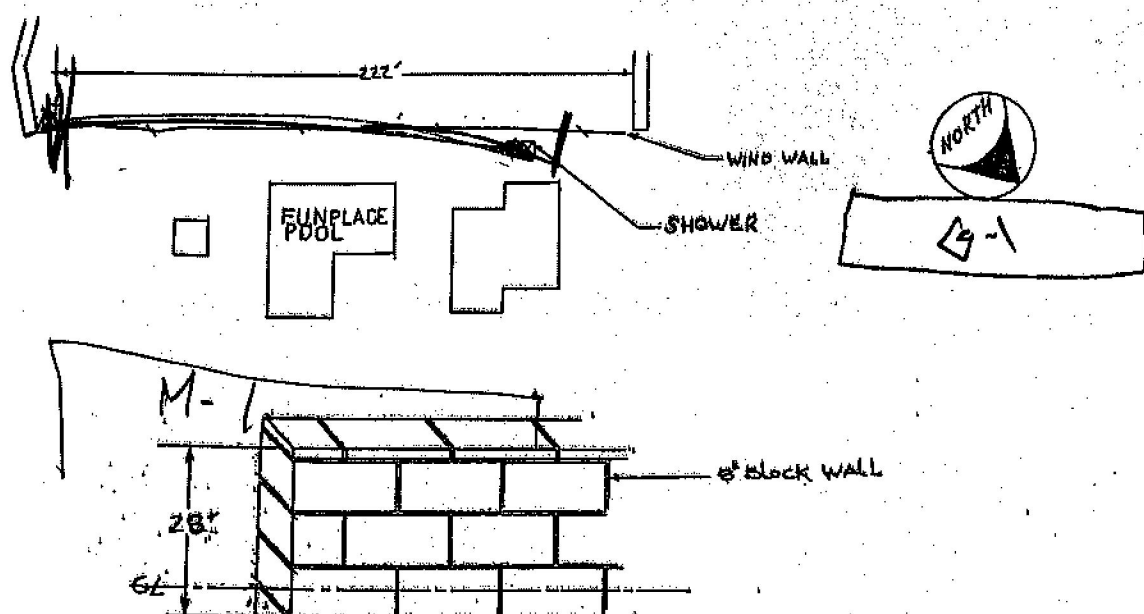 222'
WIND WALL
NORTH
FUNPLACE
POOL
SHOWER
G-1
M-1
8" BLOCK WALL
28"
GL